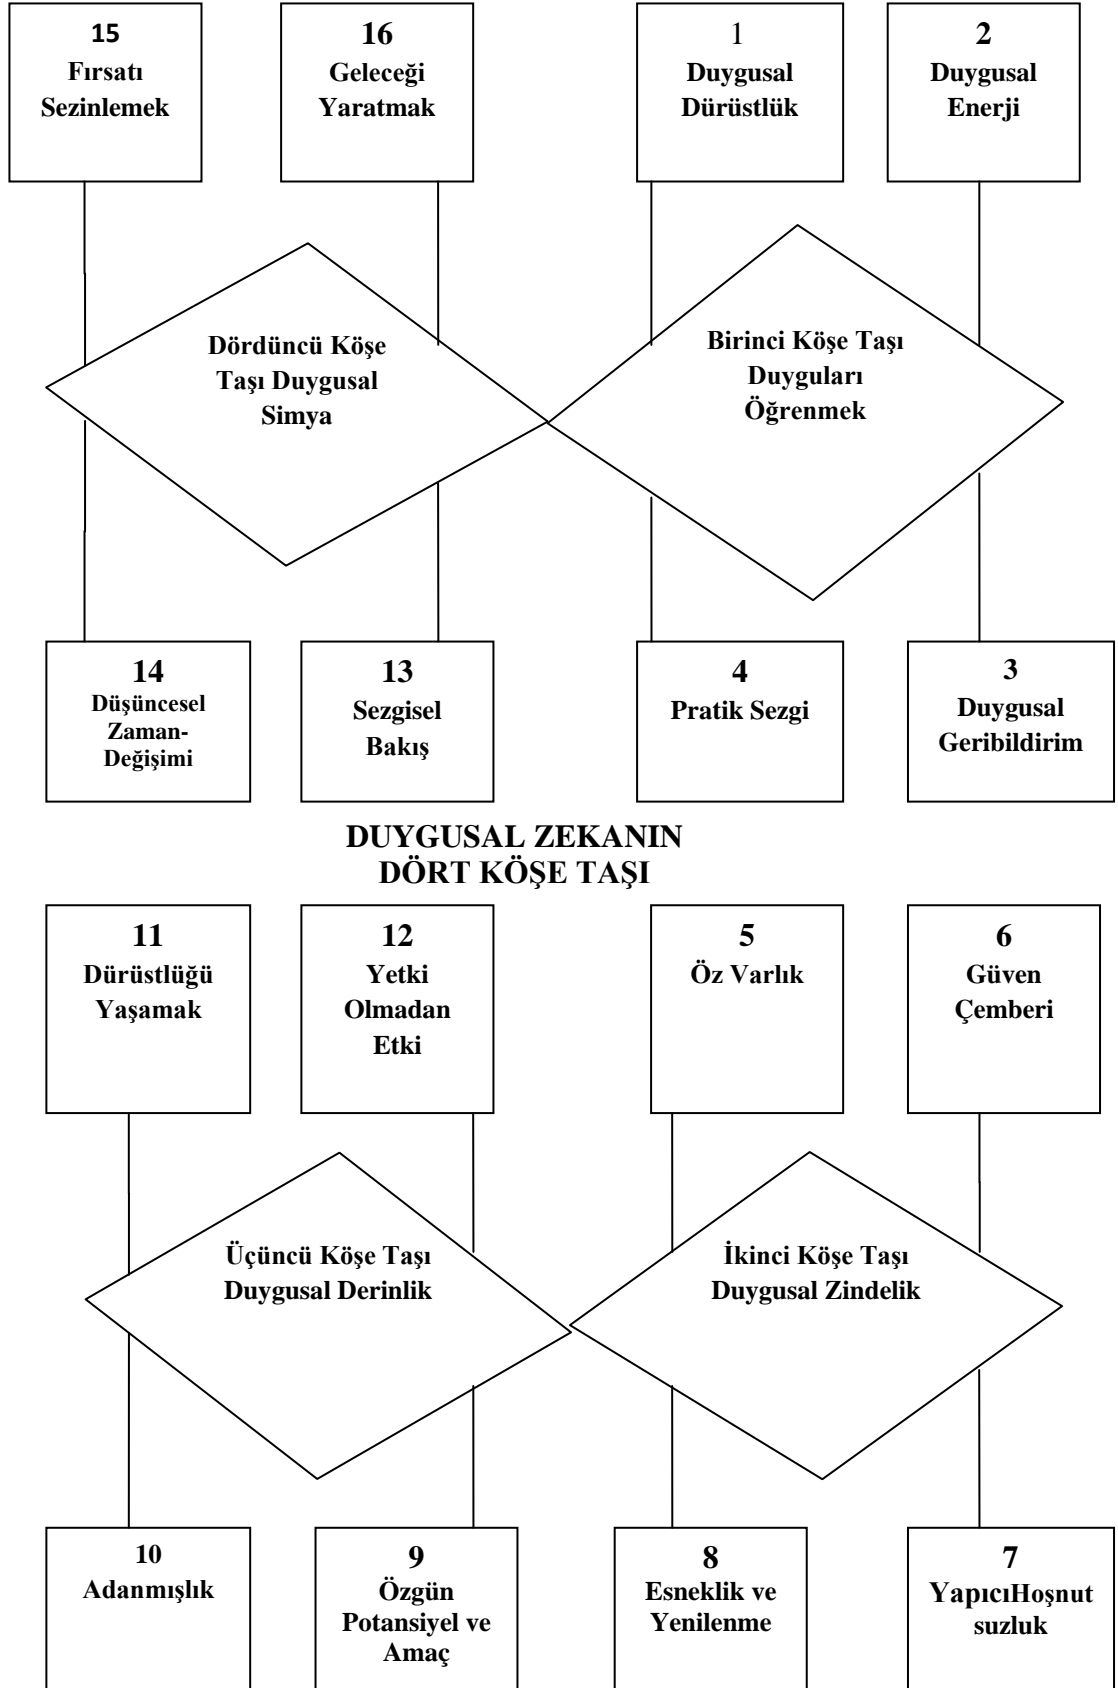 15
Fırsatı
Sezinlemek
16
Geleceği
Yaratmak
1
Duygusal
Dürüstlük
2
Duygusal
Enerji
Dördüncü Köşe
Taşı Duygusal
Simya
Birinci Köşe Taşı
Duyguları
Öğrenmek
14
Düşüncesel
Zaman-
Değişimi
13
Sezgisel
Bakış
4
Pratik Sezgi
3
Duygusal
Geribildirim
DUYGUSAL ZEKANIN
DÖRT KÖŞE TAŞI
11
Dürüstlüğü
Yaşamak
12
Yetki
Olmadan
Etki
5
Öz Varlık
6
Güven
Çemberi
Üçüncü Köşe Taşı
Duygusal Derinlik
İkinci Köşe Taşı
Duygusal Zindelik
10
Adanmışlık
9
Özgün
Potansiyel ve
Amaç
8
Esneklik ve
Yenilenme
7
YapıcıHoşnut
suzluk